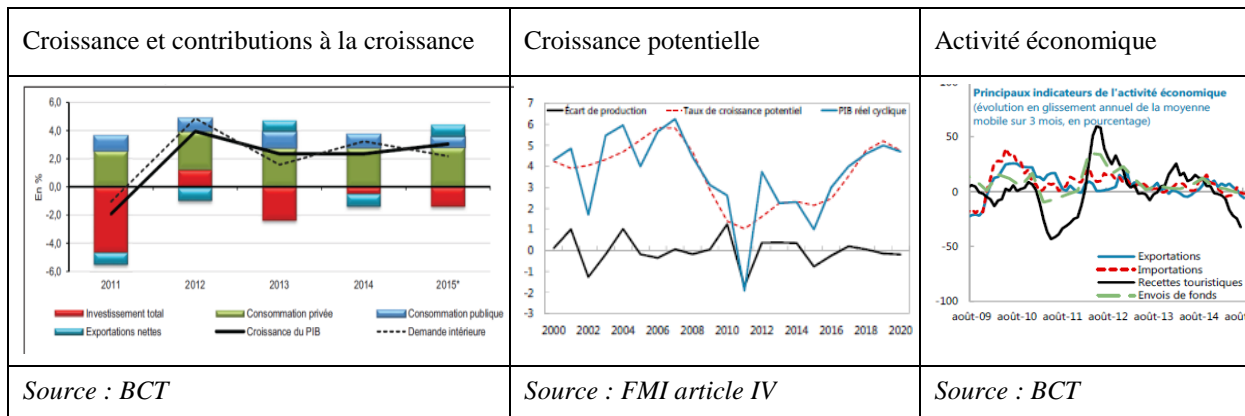 Croissance et contributions à la croissance
6,0
4,0
2,0
0,0
-2,0
-4,0
-6,0
En %
2011
2012
2013
2014
2015*
Investissement total
Consommation privée
Consommation publique
Exportations nettes
Croissance du PIB
Demande intérieure
Source : BCT
Croissance potentielle
7
6
5
4
3
2
1
0
-1
-2
-3
Écart de production
Taux de croissance potentiel
PIB réel cyclique
2000
2002
2004
2006
2008
2010
2012
2014
2016
2018
2020
Source : FMI article IV
Activité économique
Principaux indicateurs de l'activité économique
(évolution en glissement annuel de la moyenne
mobile sur 3 mois, en pourcentage)
50
0
-50
-100
Exportations
Importations
Recettes touristiques
Envois de fonds
août-09
août-10
août-11
août-12
août-13
août-14
Source : BCT